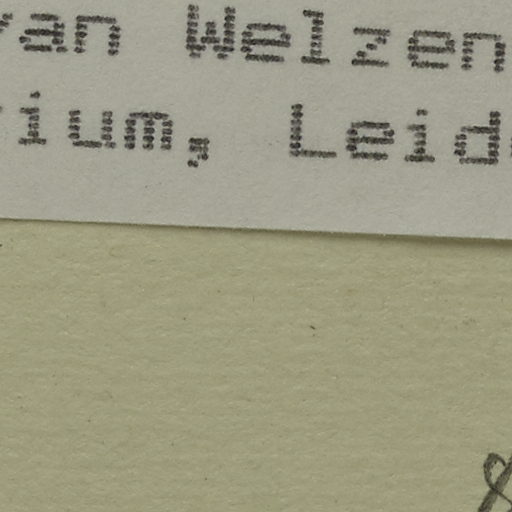 van Welzen
ium, Leid